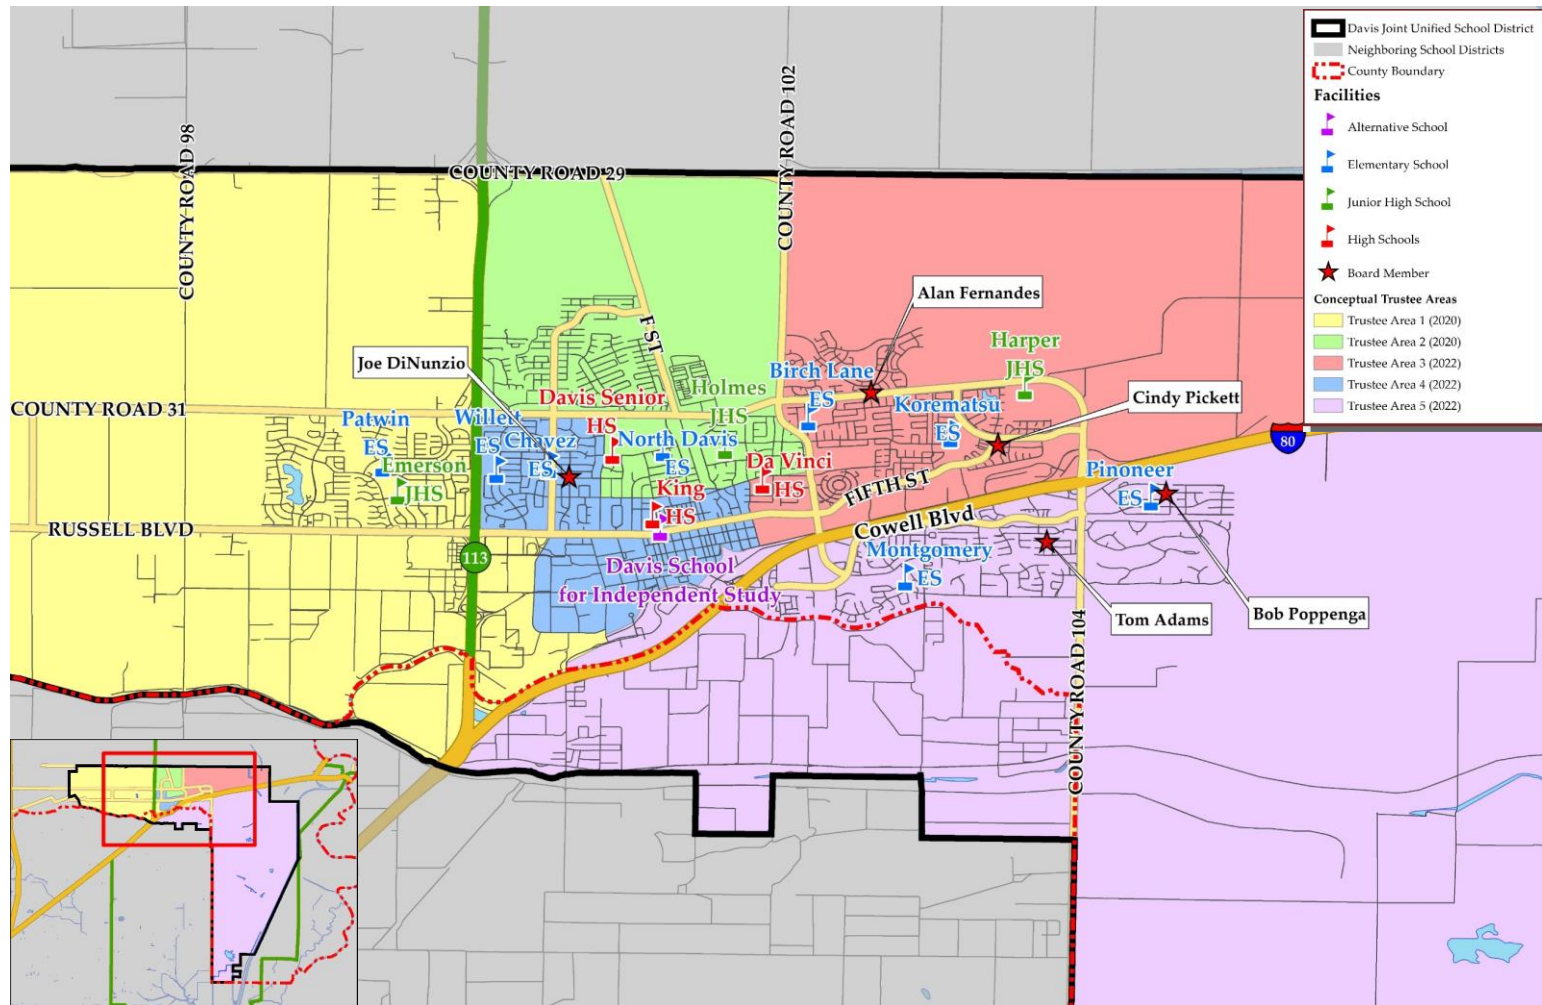 COUNTY ROAD 98
COUNTY ROAD 102
COUNTY ROAD 29
Davis Joint Unified School District
Neighboring School Districts
County Boundary
Facilities
Alternative School
Elementary School
Junior High School
High Schools
Board Member
Conceptual Trustee Areas
Trustee Area 1 (2020)
Trustee Area 2 (2020)
Trustee Area 3 (2022)
Trustee Area 4 (2022)
Trustee Area 5 (2022)
Alan Fernandes
F ST
Harper
JHS
Joe DiNunzio
Birch Lane
ES
Holmes
JHS
Cindy Pickett
Davis Senior
HS
COUNTY ROAD 31
Patwin
ES
Willett
ES
Chavez
ES
North Davis
ES
Korematsu
ES
80
Emerson
JHS
Da Vinci
HS
Pinoneer
ES
King
HS
FIFTH ST
RUSSELL BLVD
Cowell Blvd
113
Montgomery
ES
Davis School
for Independent Study
Tom Adams
Bob Poppenga
COUNTY ROAD 104